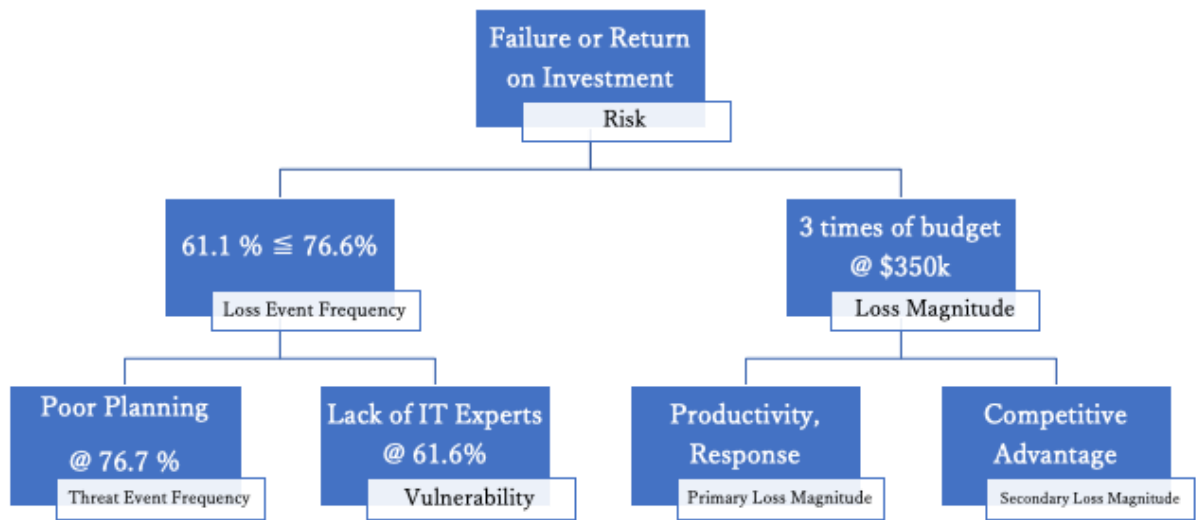 Failure or Return
on Investment
Risk
61.1 % ≦ 76.6%
Loss Event Frequency
3 times of budget
@ $350k
Loss Magnitude
Poor Planning
@ 76.7 %
Threat Event Frequency
Lack of IT Experts
@ 61.6%
Vulnerability
Productivity,
Response
Primary Loss Magnitude
Competitive
Advantage
Secondary Loss Magnitude